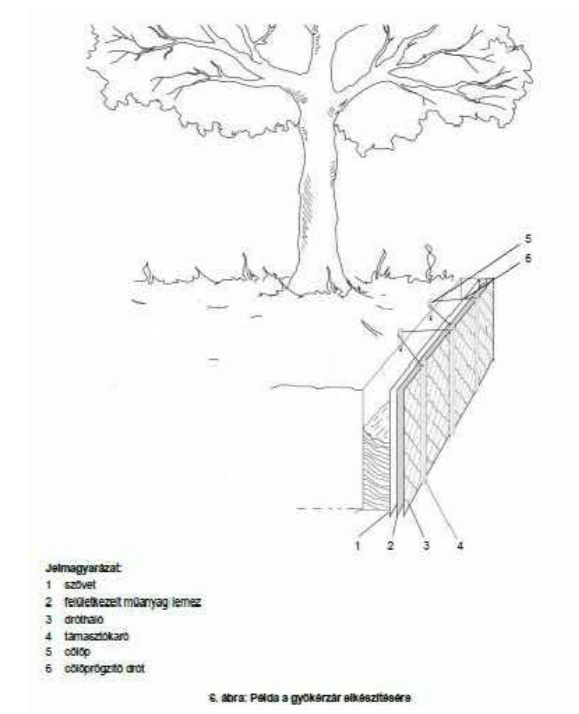 5
6
1 2 3 4
Jelmagyarázat:
1 szövet
2 felületkezelt műanyag lemez
3 drótháló
4 támasztókaró
5 cölöp
6 cölöprögzítő drót
6. ábra: Példa a gyökérzár elkészítésére